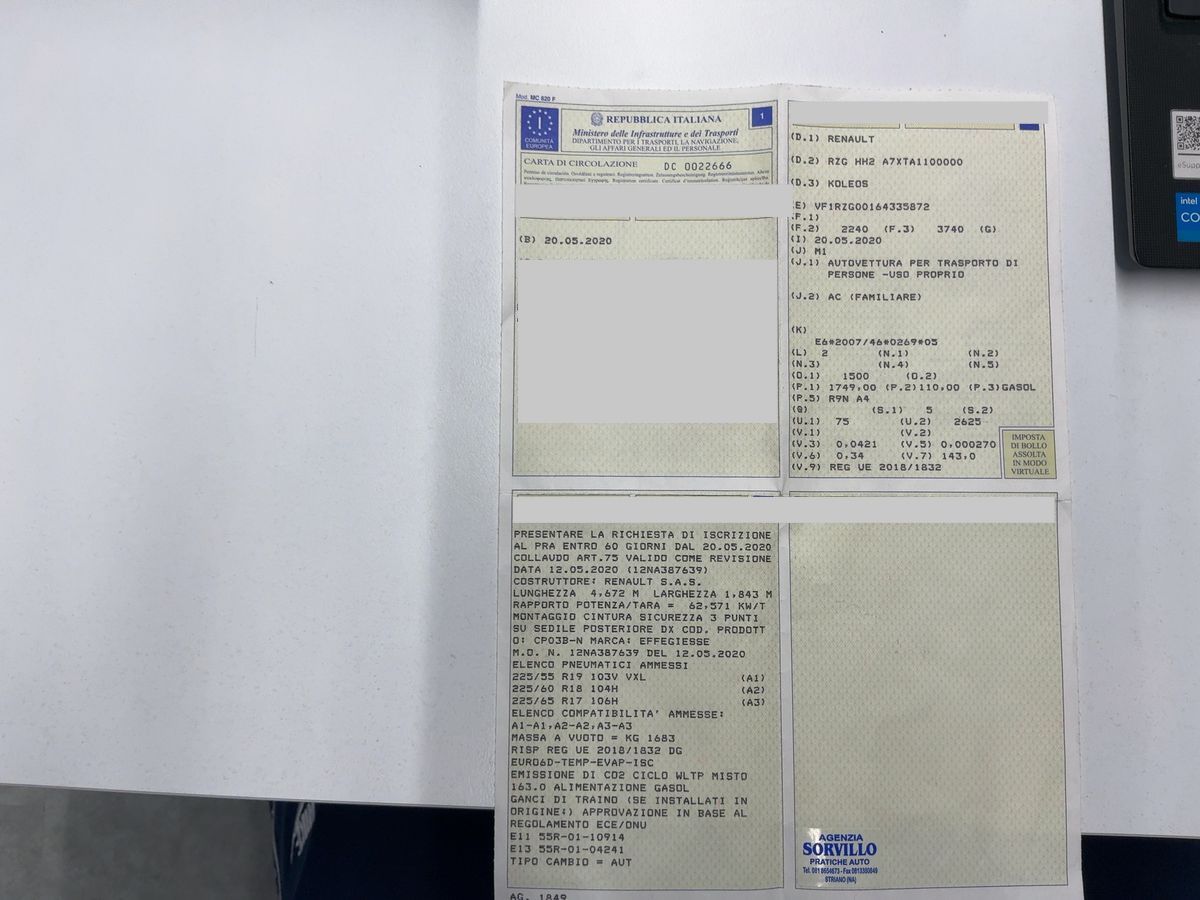 Mod. MC 820 F
COMUNITÀ
EUROPEA
REPUBBLICA ITALIANA
Ministero delle Infrastrutture e dei Trasporti
DIPARTIMENTO PER I TRASPORTI, LA NAVIGAZIONE,
GLI AFFARI GENERALI ED IL PERSONALE
1
CARTA DI CIRCOLAZIONE DC 0022666
(B) 20.05.2020
(D.1) RENAULT
(D.2) RZG HH2 A7XTA1100000
(D.3) KOLEOS
E) VF1RZG00164335872
(F.1)
(F.2) 2240 (F.3) 3740 (G)
(I) 20.05.2020
(J) M1
(J.1) AUTOVETTURA PER TRASPORTO DI
PERSONE -USO PROPRIO
(J.2) AC (FAMILIARE)
(K)
E6*2007/46*0269*05
(L) 2 (N.1) (N.2)
(N.3) (N.4) (N.5)
(O.1) 1500 (O.2)
(P.1) 1749,00 (P.2)110,00 (P.3)GASOL
(P.5) R9N A4
(Q) (S.1) 5 (S.2)
(U.1) 75 (U.2) 2625
(V.1) (V.2)
(V.3) 0,0421 (V.5) 0,000270
(V.6) 0,34 (V.7) 143,0
(V.9) REG UE 2018/1832
IMPOSTA
DI BOLLO
ASSOLTA
IN MODO
VIRTUALE
PRESENTARE LA RICHIESTA DI ISCRIZIONE
AL PRA ENTRO 60 GIORNI DAL 20.05.2020
COLLAUDO ART.75 VALIDO COME REVISIONE
DATA 12.05.2020 (12NA387639)
COSTRUTTORE: RENAULT S.A.S.
LUNGHEZZA 4,672 M LARGHEZZA 1,843 M
RAPPORTO POTENZA/TARA = 62,571 KW/T
MONTAGGIO CINTURA SICUREZZA 3 PUNTI
SU SEDILE POSTERIORE DX COD. PRODOTT
O: CP03B-N MARCA: EFFEGIESSE
M.O. N. 12NA387639 DEL 12.05.2020
ELENCO PNEUMATICI AMMESSI
225/55 R19 103V VXL (A1)
225/60 R18 104H (A2)
225/65 R17 106H (A3)
ELENCO COMPATIBILITA' AMMESSE:
A1-A1,A2-A2,A3-A3
MASSA A VUOTO = KG 1683
RISP REG UE 2018/1832 DG
EURO6D-TEMP-EVAP-ISC
EMISSIONE DI CO2 CICLO WLTP MISTO
163.0 ALIMENTAZIONE GASOL
GANCI DI TRAINO (SE INSTALLATI IN
ORIGINE:) APPROVAZIONE IN BASE AL
REGOLAMENTO ECE/ONU
E11 55R-01-10914
E13 55R-01-04241
TIPO CAMBIO = AUT
AG. 1849
AGENZIA
SORVILLO
PRATICHE AUTO
STRIANO (NA)
intel